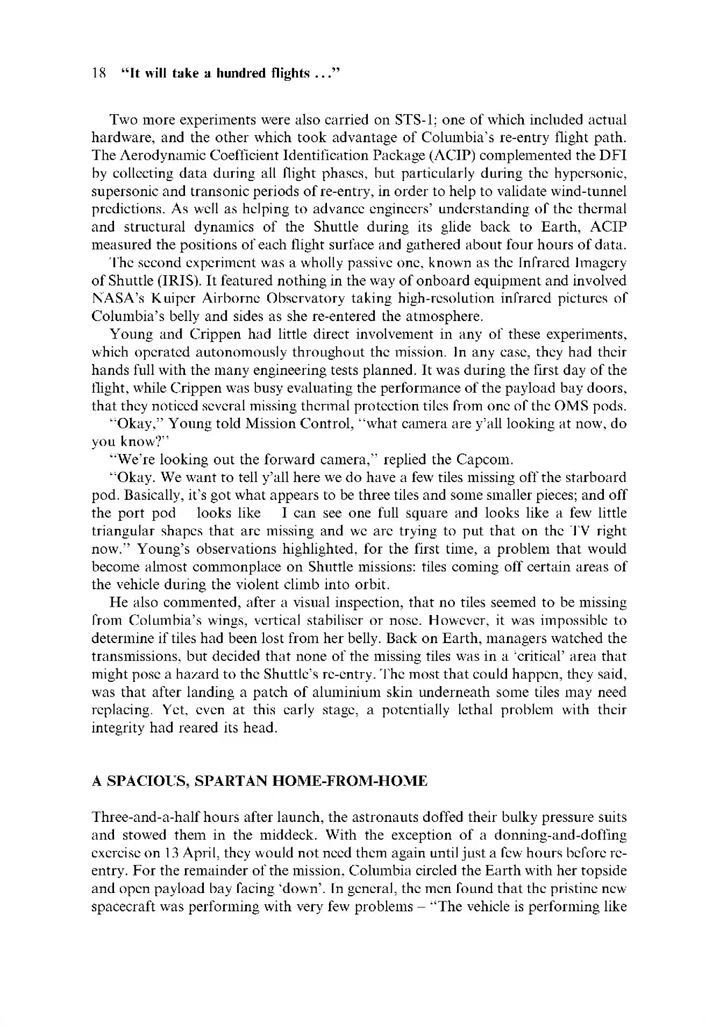 18 “It will take a hundred flights ...”
Two more experiments were also carried on STS-1; one of which included actual
hardware, and the other which took advantage of Columbia’s re-entry flight path.
The Aerodynamic Coefficient Identification Package (ACIP) complemented the DFI
by collecting data during all flight phases, but particularly during the hypersonic,
supersonic and transonic periods of re-entry, in order to help to validate wind-tunnel
predictions. As well as helping to advance engineers’ understanding of the thermal
and structural dynamics of the Shuttle during its glide back to Earth, ACIP
measured the positions of each flight surface and gathered about four hours of data.
The second experiment was a wholly passive one, known as the Infrared Imagery
of Shuttle (IRIS). It featured nothing in the way of onboard equipment and involved
NASA’s Kuiper Airborne Observatory taking high-resolution infrared pictures of
Columbia’s belly and sides as she re-entered the atmosphere.
Young and Crippen had little direct involvement in any of these experiments,
which operated autonomously throughout the mission. In any case, they had their
hands full with the many engineering tests planned. It was during the first day of the
flight, while Crippen was busy evaluating the performance of the payload bay doors,
that they noticed several missing thermal protection tiles from one of the OMS pods.
“Okay,” Young told Mission Control, “what camera are y’all looking at now, do
you know?”
“We’re looking out the forward camera,” replied the Capcom.
“Okay. We want to tell y’all here we do have a few tiles missing off the starboard
pod. Basically, it’s got what appears to be three tiles and some smaller pieces; and off
the port pod looks like I can see one full square and looks like a few little
triangular shapes that are missing and we are trying to put that on the TV right
now.” Young’s observations highlighted, for the first time, a problem that would
become almost commonplace on Shuttle missions: tiles coming off certain areas of
the vehicle during the violent climb into orbit.
He also commented, after a visual inspection, that no tiles seemed to be missing
from Columbia’s wings, vertical stabiliser or nose. However, it was impossible to
determine if tiles had been lost from her belly. Back on Earth, managers watched the
transmissions, but decided that none of the missing tiles was in a ‘critical’ area that
might pose a hazard to the Shuttle’s re-entry. The most that could happen, they said,
was that after landing a patch of aluminium skin underneath some tiles may need
replacing. Yet, even at this early stage, a potentially lethal problem with their
integrity had reared its head.
A SPACIOUS, SPARTAN HOME-FROM-HOME
Three-and-a-half hours after launch, the astronauts doffed their bulky pressure suits
and stowed them in the middeck. With the exception of a donning-and-doffing
exercise on 13 April, they would not need them again until just a few hours before re-
entry. For the remainder of the mission, Columbia circled the Earth with her topside
and open payload bay facing ‘down’. In general, the men found that the pristine new
spacecraft was performing with very few problems – “The vehicle is performing like